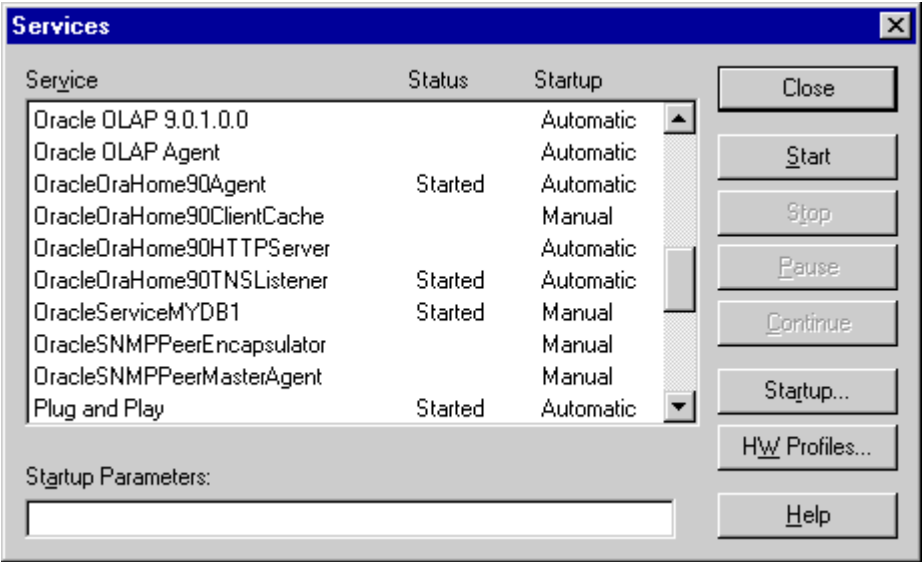 Services
Service Status Startup
Oracle OLAP 9.0.1.0.0 Automatic
Oracle OLAP Agent Automatic
OracleOraHome90Agent Started Automatic
OracleOraHome90ClientCache Manual
OracleOraHome90HTTPServer Automatic
OracleOraHome90TNSListener Started Automatic
OracleServiceMYDB1 Started Manual
OracleSNMPPeerEncapsulator Manual
OracleSNMPPeerMasterAgent Manual
Plug and Play Started Automatic
Startup Parameters:
Close
Start
Stop
Pause
Continue
Startup...
HW Profiles...
Help